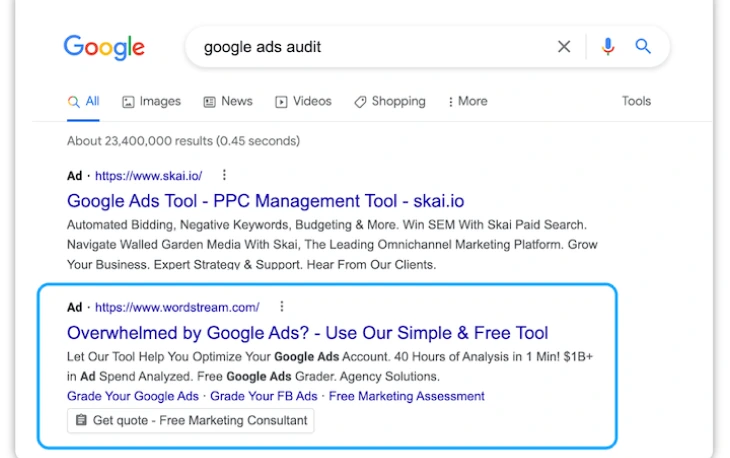 Google
google ads audit
All Images News Videos Shopping More Tools
About 23,400,000 results (0.45 seconds)
Ad · https://www.skai.io/
Google Ads Tool - PPC Management Tool - skai.io
Automated Bidding, Negative Keywords, Budgeting & More. Win SEM With Skai Paid Search.
Navigate Walled Garden Media With Skai, The Leading Omnichannel Marketing Platform. Grow
Your Business. Expert Strategy & Support. Hear From Our Clients.
Ad · https://www.wordstream.com/
Overwhelmed by Google Ads? - Use Our Simple & Free Tool
Let Our Tool Help You Optimize Your Google Ads Account. 40 Hours of Analysis in 1 Min! $1B+
in Ad Spend Analyzed. Free Google Ads Grader. Agency Solutions.
Grade Your Google Ads · Grade Your FB Ads · Free Marketing Assessment
Get quote - Free Marketing Consultant